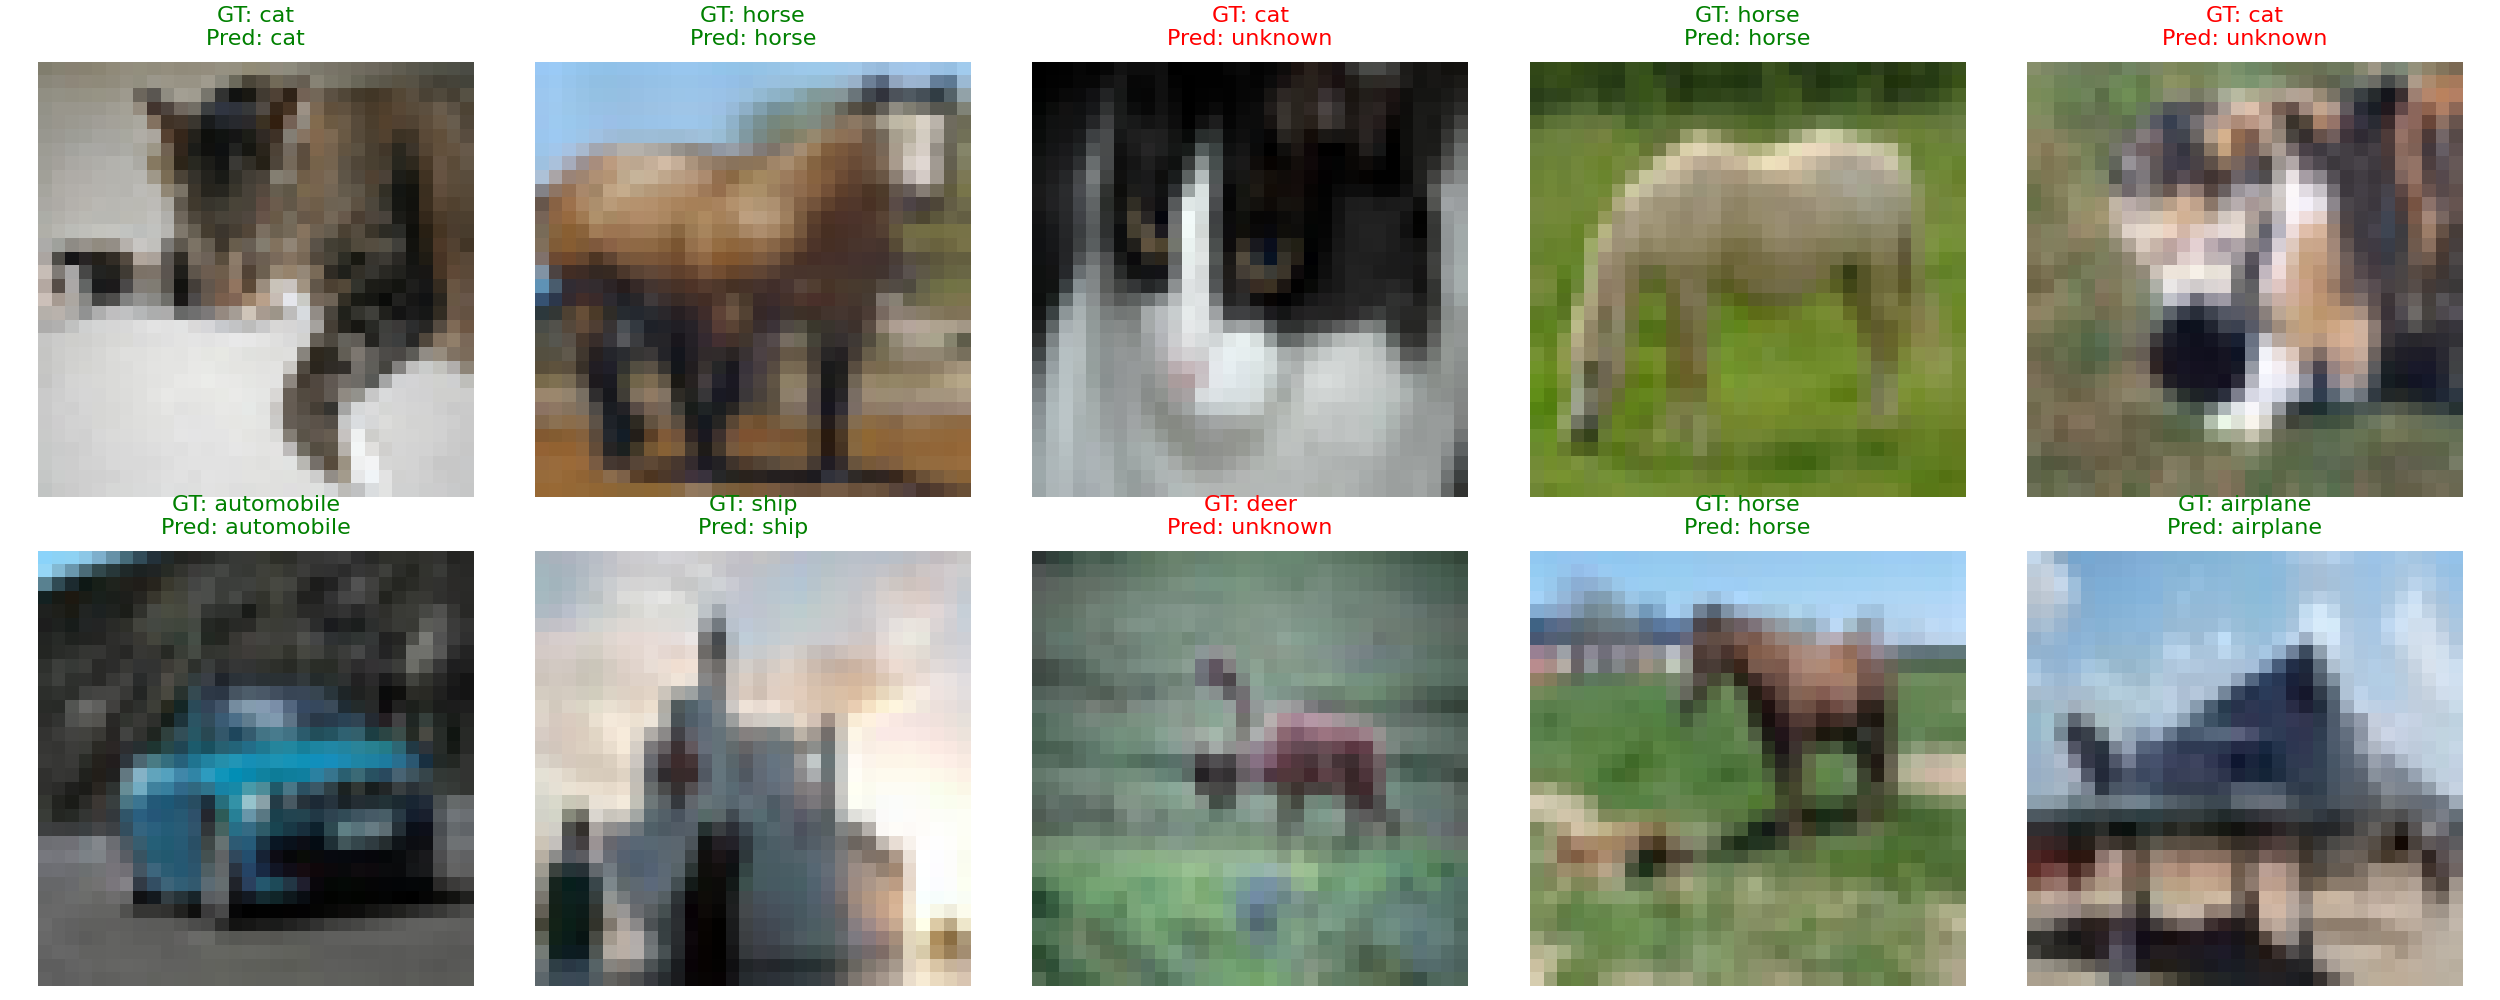 GT: cat
Pred: cat
GT: horse
Pred: horse
GT: cat
Pred: unknown
GT: horse
Pred: horse
GT: cat
Pred: unknown
GT: automobile
Pred: automobile
GT: ship
Pred: ship
GT: deer
Pred: unknown
GT: horse
Pred: horse
GT: airplane
Pred: airplane